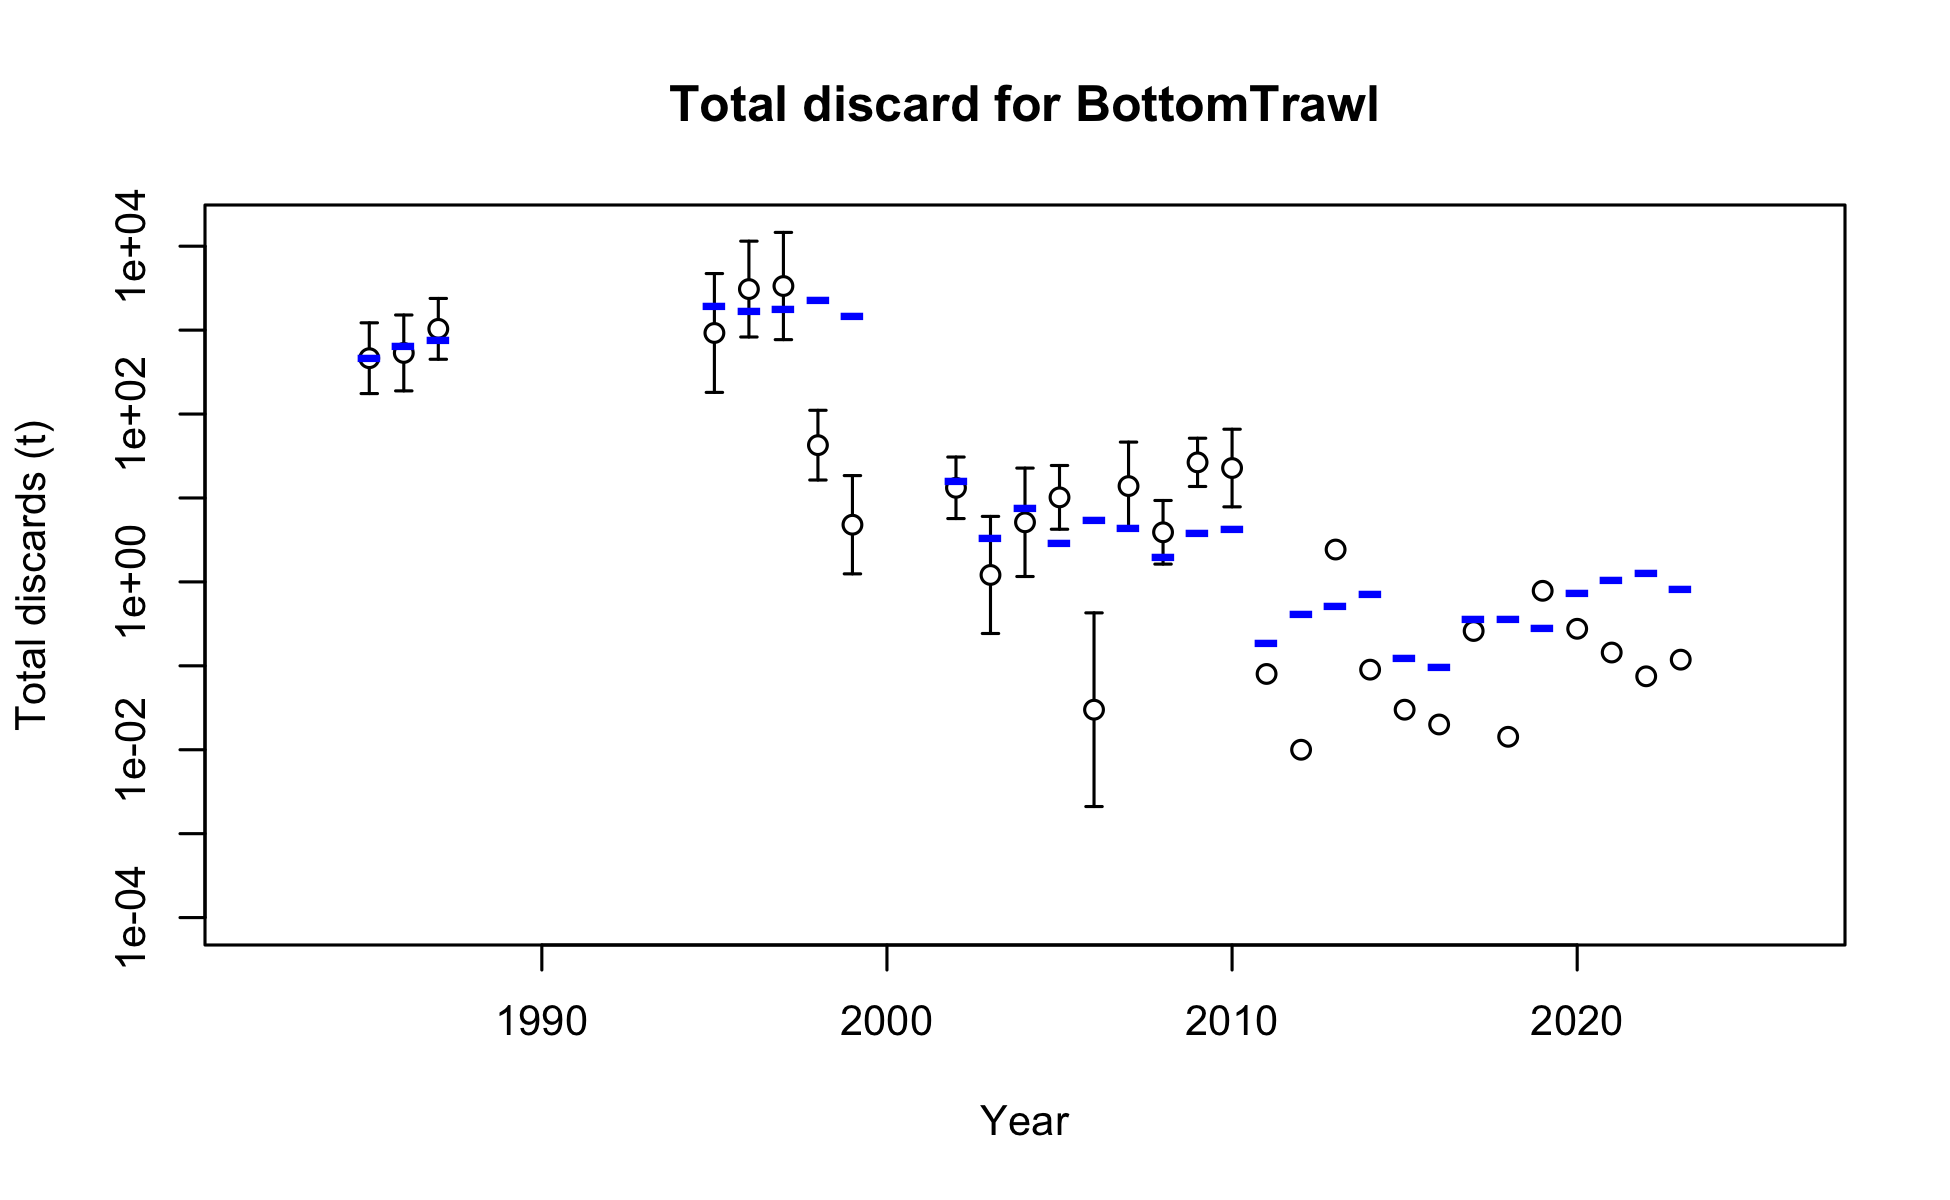 Total discard for BottomTrawl
Total discards (t)
1e+04
1e+02
1e+00
1e-02
1e-04
1990 2000 2010 2020
Year